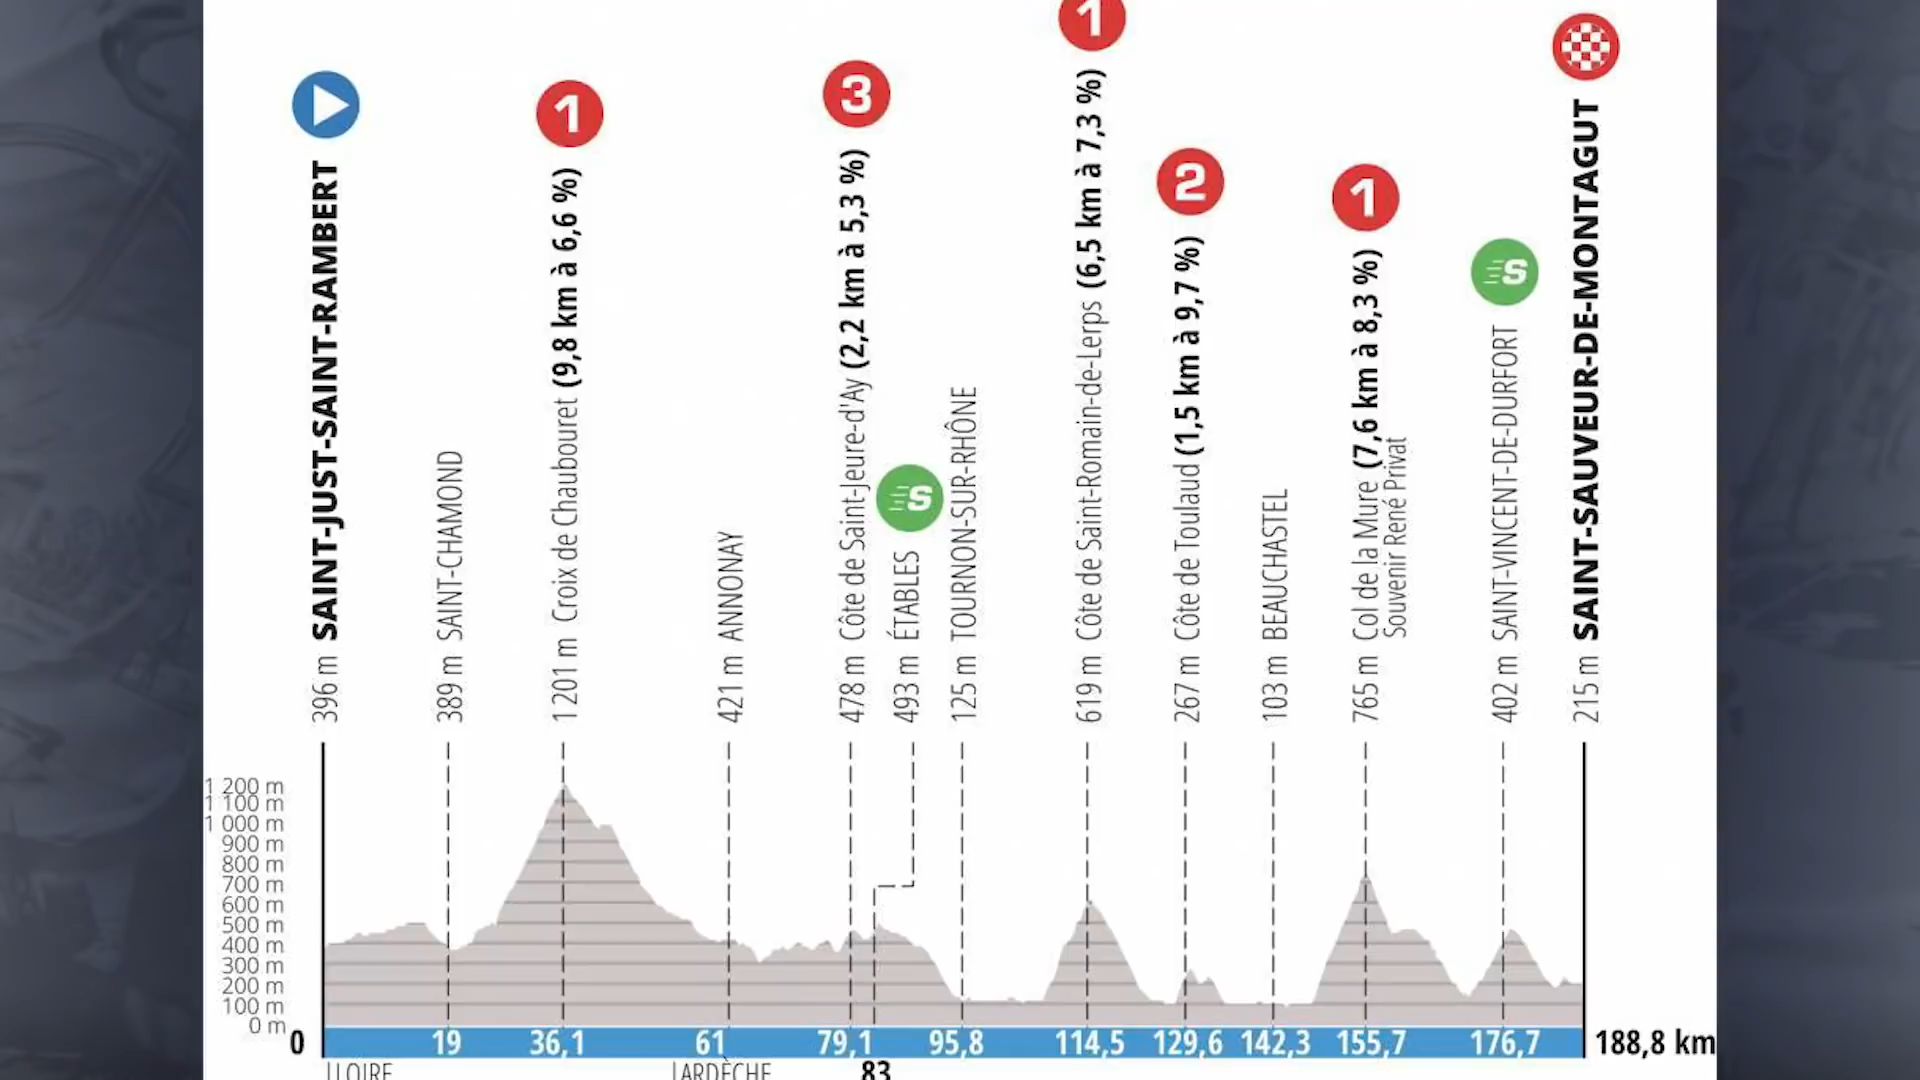 1
1
3
2
1
S
S
396 m SAINT-JUST-SAINT-RAMBERT
389 m SAINT-CHAMOND
1201 m Croix de Chaubouret (9,8 km à 6,6 %)
421 m ANNONAY
478 m Côte de Saint-Jeure-d'Ay (2,2 km à 5,3 %)
493 m ÉTABLES
125 m TOURNON-SUR-RHÔNE
619 m Côte de Saint-Romain-de-Lerps (6,5 km à 7,3 %)
267 m Côte de Toulaud (1,5 km à 9,7 %)
103 m BEAUCHASTEL
765 m Col de la Mure (7,6 km à 8,3 %)
Souvenir René Privat
402 m SAINT-VINCENT-DE-DURFORT
215 m SAINT-SAUVEUR-DE-MONTAGUT
1 200 m
1 100 m
1 000 m
900 m
800 m
700 m
600 m
500 m
400 m
300 m
200 m
100 m
0 m
0 19 36,1 61 79,1 95,8 114,5 129,6 142,3 155,7 176,7 188,8 km
LOIRE ARDÈCHE 83